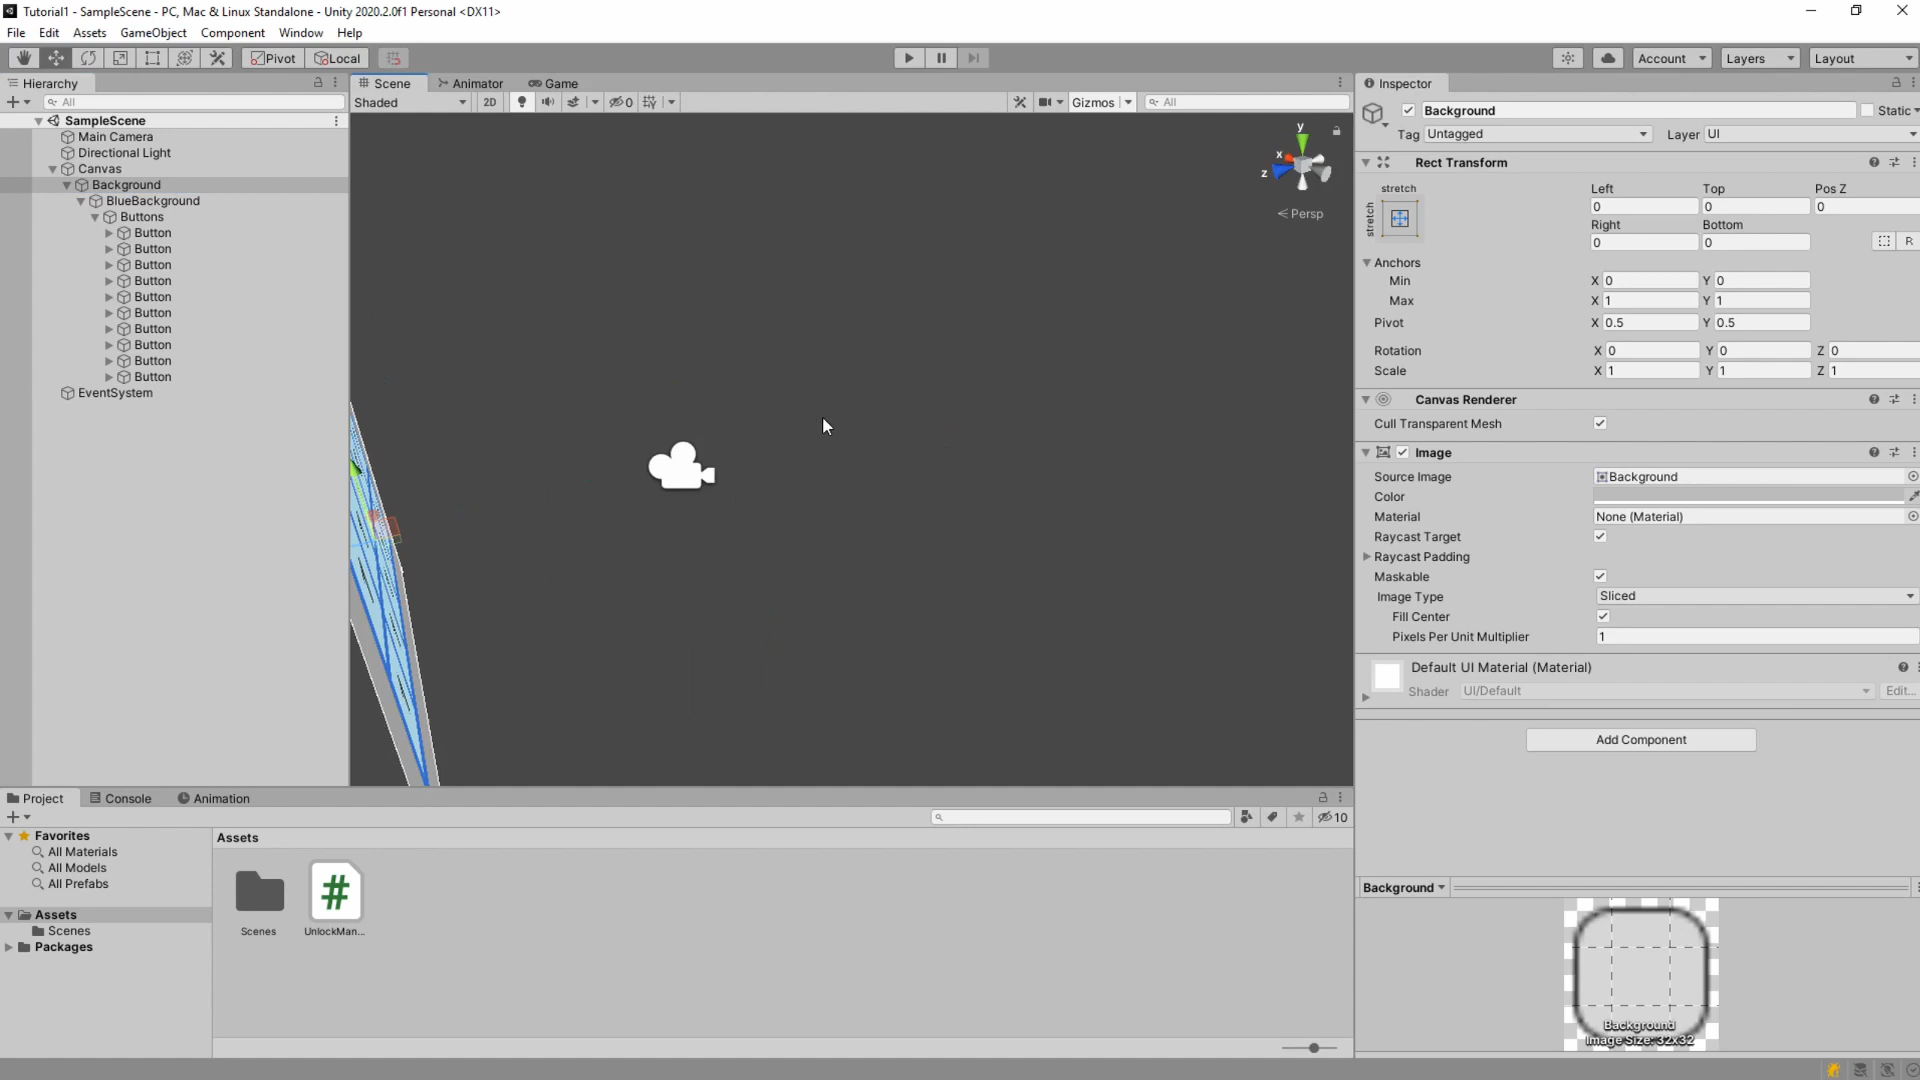 Tutorial1 - SampleScene - PC, Mac & Linux Standalone - Unity 2020.2.0f1 Personal <DX11>
File Edit Assets GameObject Component Window Help
Pivot Local Account Layers Layout
Hierarchy
All
SampleScene
Main Camera
Directional Light
Canvas
Background
BlueBackground
Buttons
Button
Button
Button
Button
Button
Button
Button
Button
Button
Button
EventSystem
Scene Animator Game
Shaded 2D 0 Gizmos All
y
x
z
Persp
Inspector
Background Static
Tag Untagged Layer UI
Rect Transform
stretch Left Top Pos Z
stretch 0 0 0
Right Bottom
0 0 R
Anchors
Min X 0 Y 0
Max X 1 Y 1
Pivot X 0.5 Y 0.5
Rotation X 0 Y 0 Z 0
Scale X 1 Y 1 Z 1
Canvas Renderer
Cull Transparent Mesh
Image
Source Image Background
Color
Material None (Material)
Raycast Target
Raycast Padding
Maskable
Image Type Sliced
Fill Center
Pixels Per Unit Multiplier 1
Default UI Material (Material)
Shader UI/Default Edit...
Add Component
Project Console Animation
10
Favorites
All Materials
All Models
All Prefabs
Assets
Scenes
Packages
Assets
#
Scenes UnlockMan...
Background
Background
Image Size: 32x32